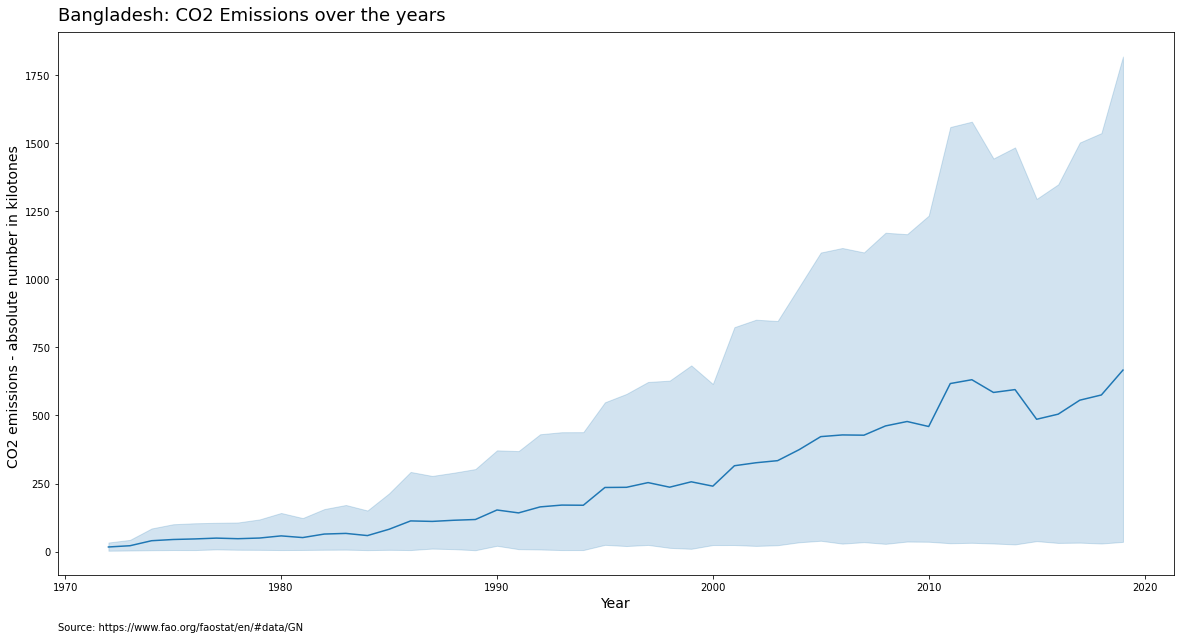 Bangladesh: CO2 Emissions over the years
CO2 emissions - absolute number in kilotones
1750
1500
1250
1000
750
500
250
0
1970 1980 1990 2000 2010 2020
Year
Source: https://www.fao.org/faostat/en/#data/GN